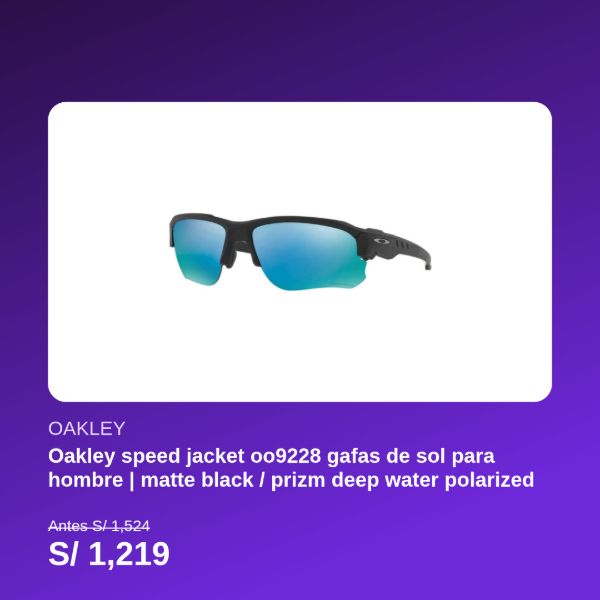 OAKLEY
Oakley speed jacket oo9228 gafas de sol para
hombre | matte black / prizm deep water polarized
Antes S/ 1,524
S/ 1,219